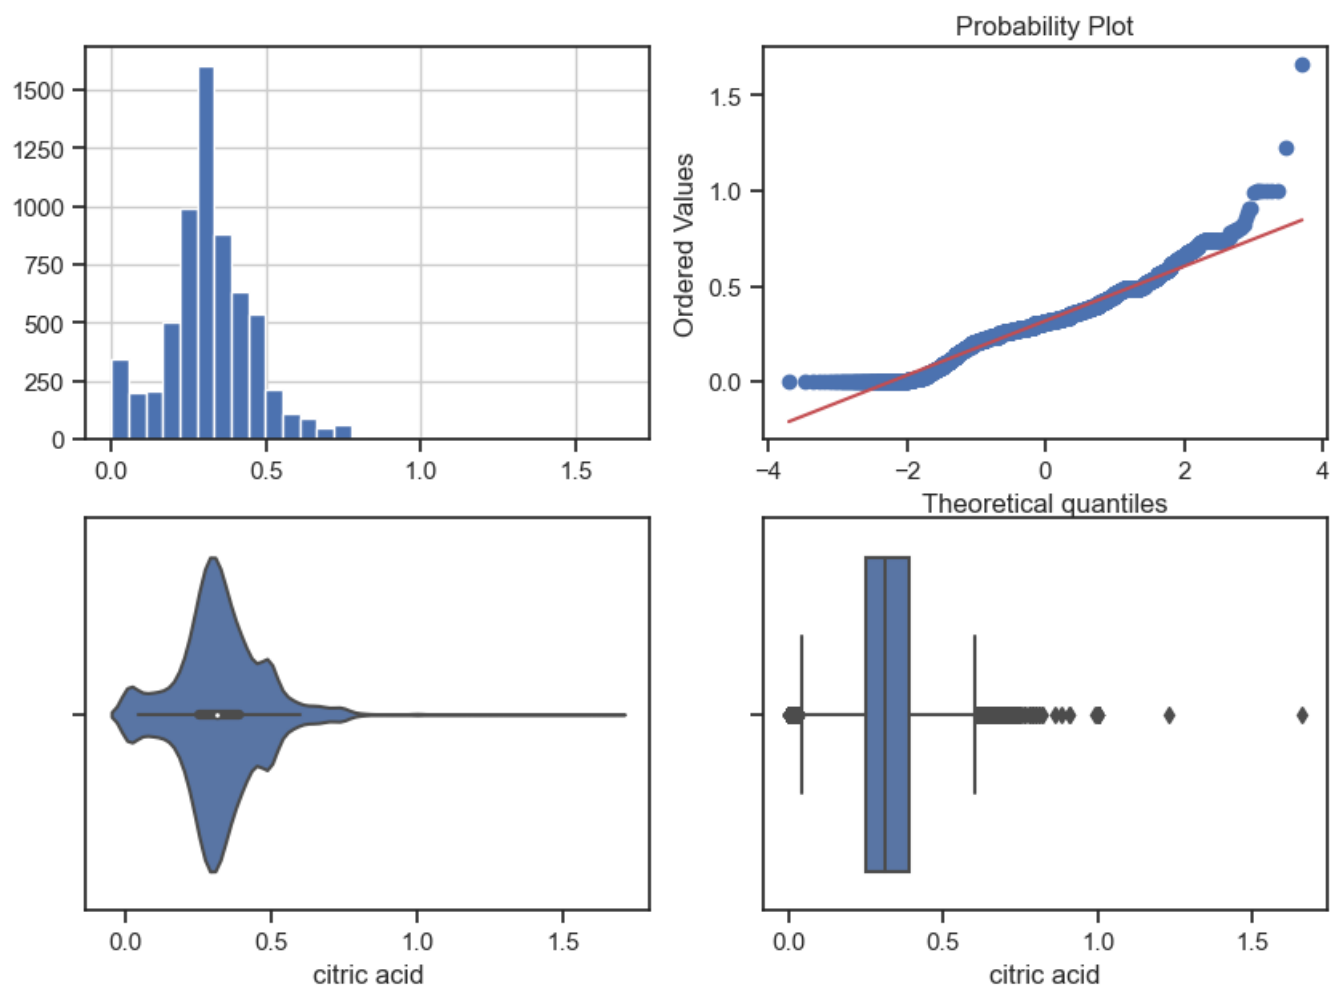 Probability Plot
1500
1250
1000
750
500
250
0
0.0 0.5 1.0 1.5
Ordered Values
1.5
1.0
0.5
0.0
−4 −2 0 2 4
Theoretical quantiles
0.0 0.5 1.0 1.5
citric acid
0.0 0.5 1.0 1.5
citric acid